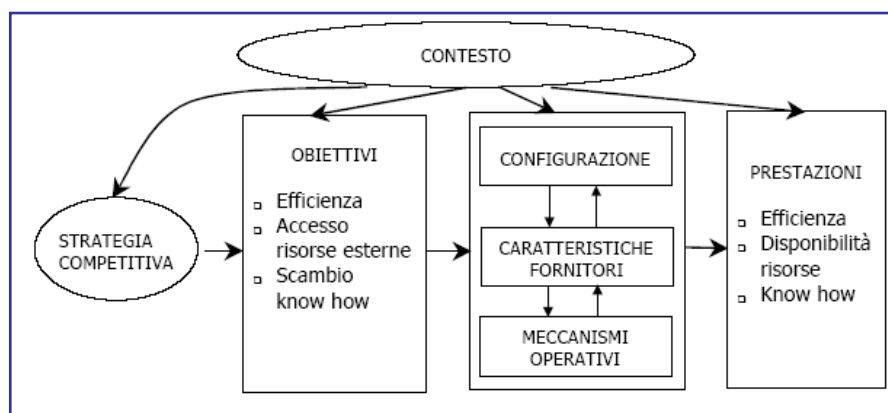 CONTESTO
STRATEGIA
COMPETITIVA
OBIETTIVI
Efficienza
Accesso
risorse esterne
Scambio
know how
CONFIGURAZIONE
CARATTERISTICHE
FORNITORI
MECCANISMI
OPERATIVI
PRESTAZIONI
Efficienza
Disponibilità
risorse
Know how